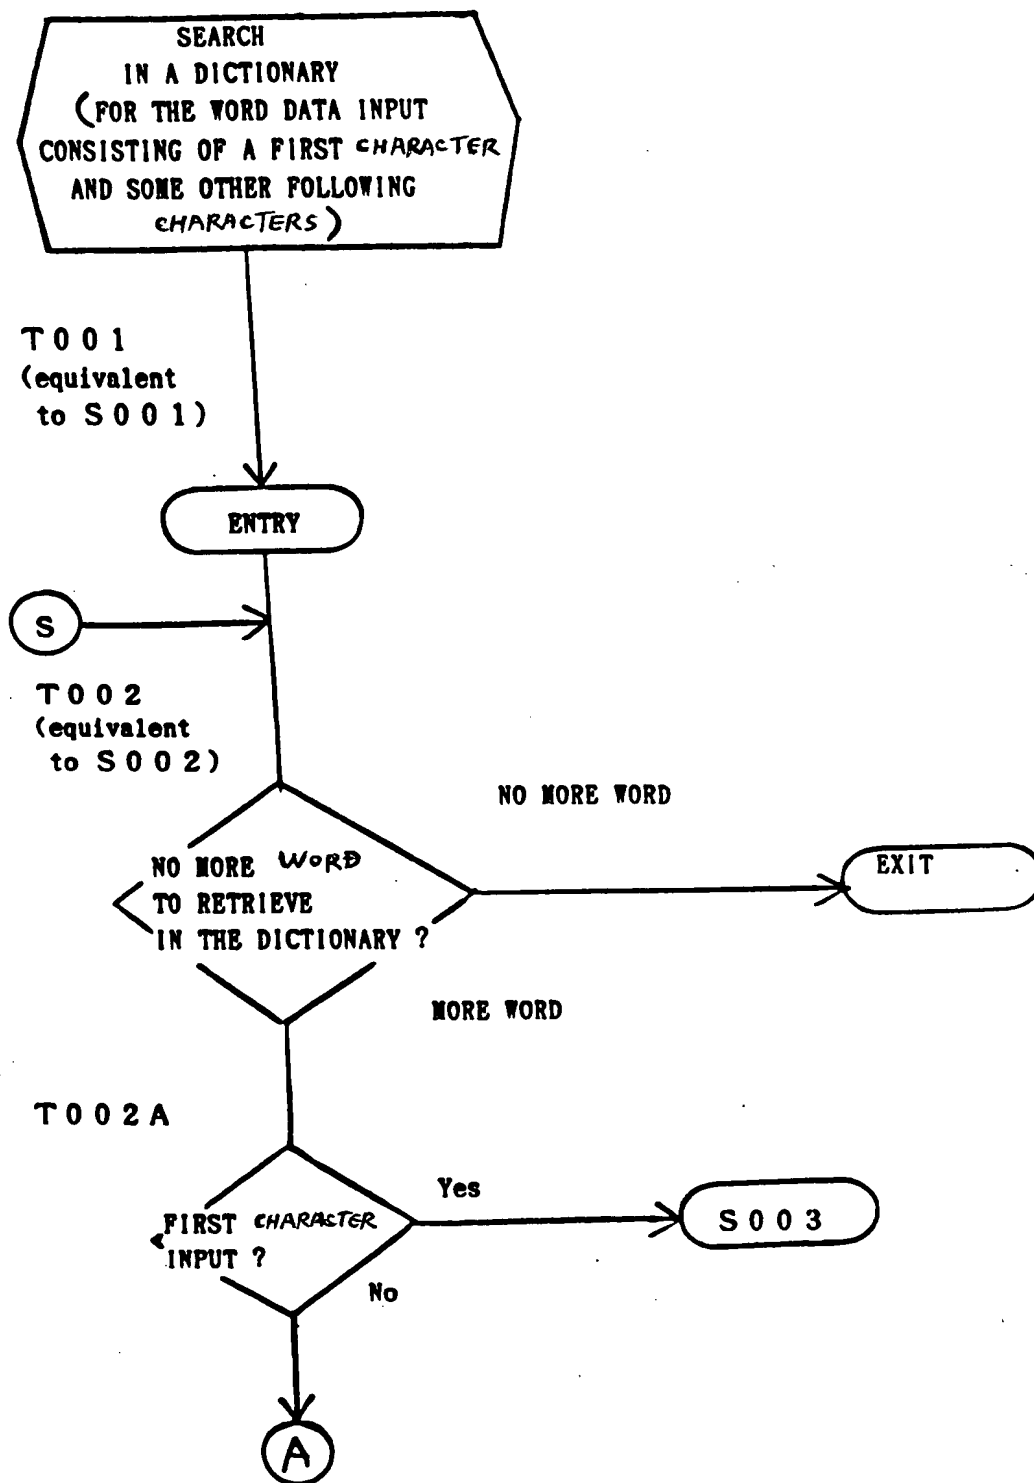 SEARCH
IN A DICTIONARY
(FOR THE WORD DATA INPUT
CONSISTING OF A FIRST CHARACTER
AND SOME OTHER FOLLOWING
CHARACTERS)
T001
(equivalent
to S001)
ENTRY
S
T002
(equivalent
to S002)
NO MORE WORD
NO MORE WORD
TO RETRIEVE
IN THE DICTIONARY ?
EXIT
MORE WORD
T002A
Yes
FIRST CHARACTER
INPUT ?
S003
No
A